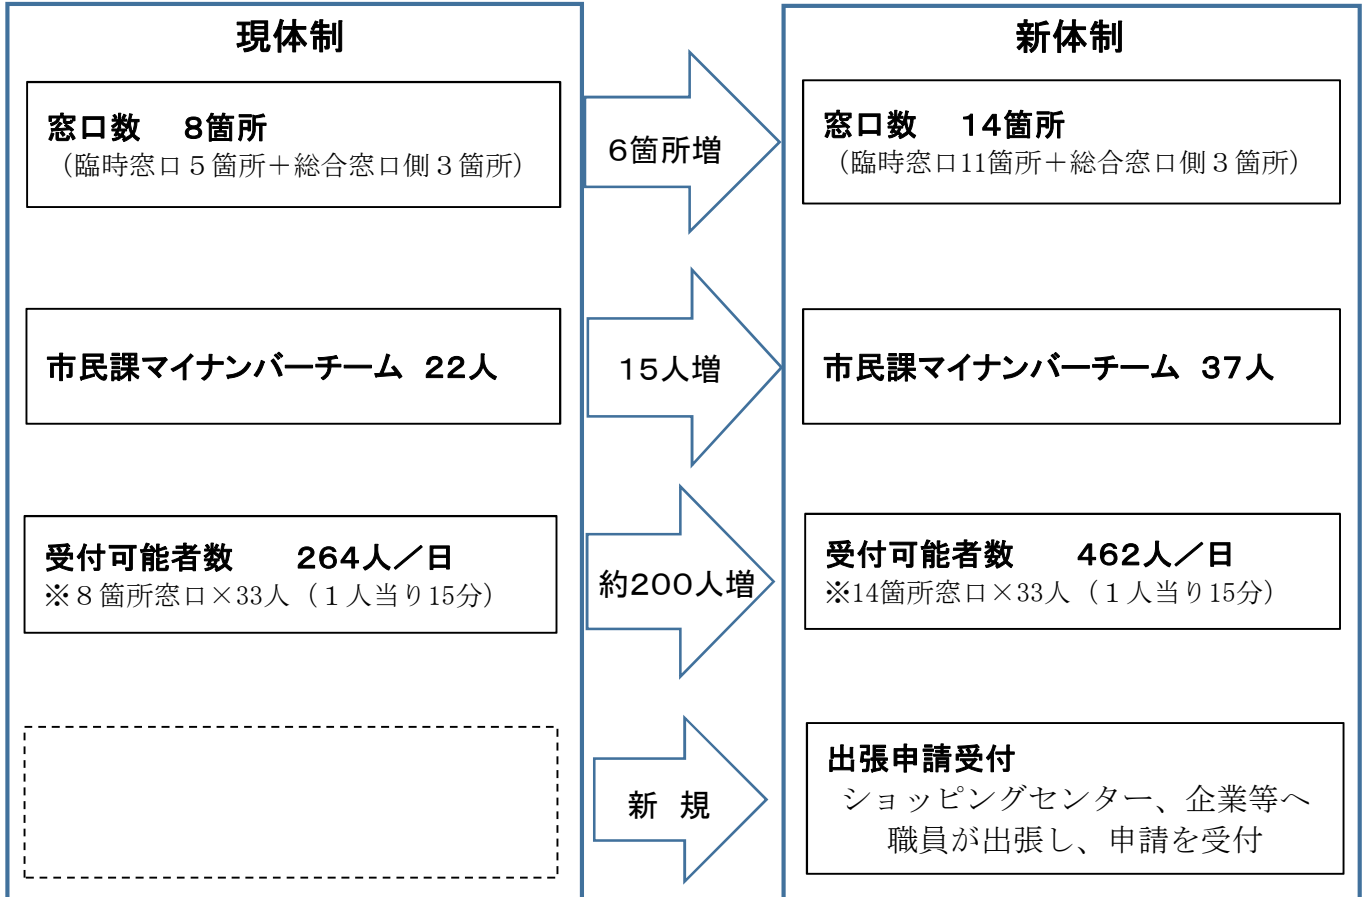 現体制
窓口数　8箇所
（臨時窓口５箇所＋総合窓口側３箇所）
市民課マイナンバーチーム　22人
受付可能者数　　264人／日
※８箇所窓口×33人（１人当り15分）
6箇所増
15人増
約200人増
新 規
新体制
窓口数　14箇所
（臨時窓口11箇所＋総合窓口側３箇所）
市民課マイナンバーチーム　37人
受付可能者数　　462人／日
※14箇所窓口×33人（１人当り15分）
出張申請受付
ショッピングセンター、企業等へ
職員が出張し、申請を受付